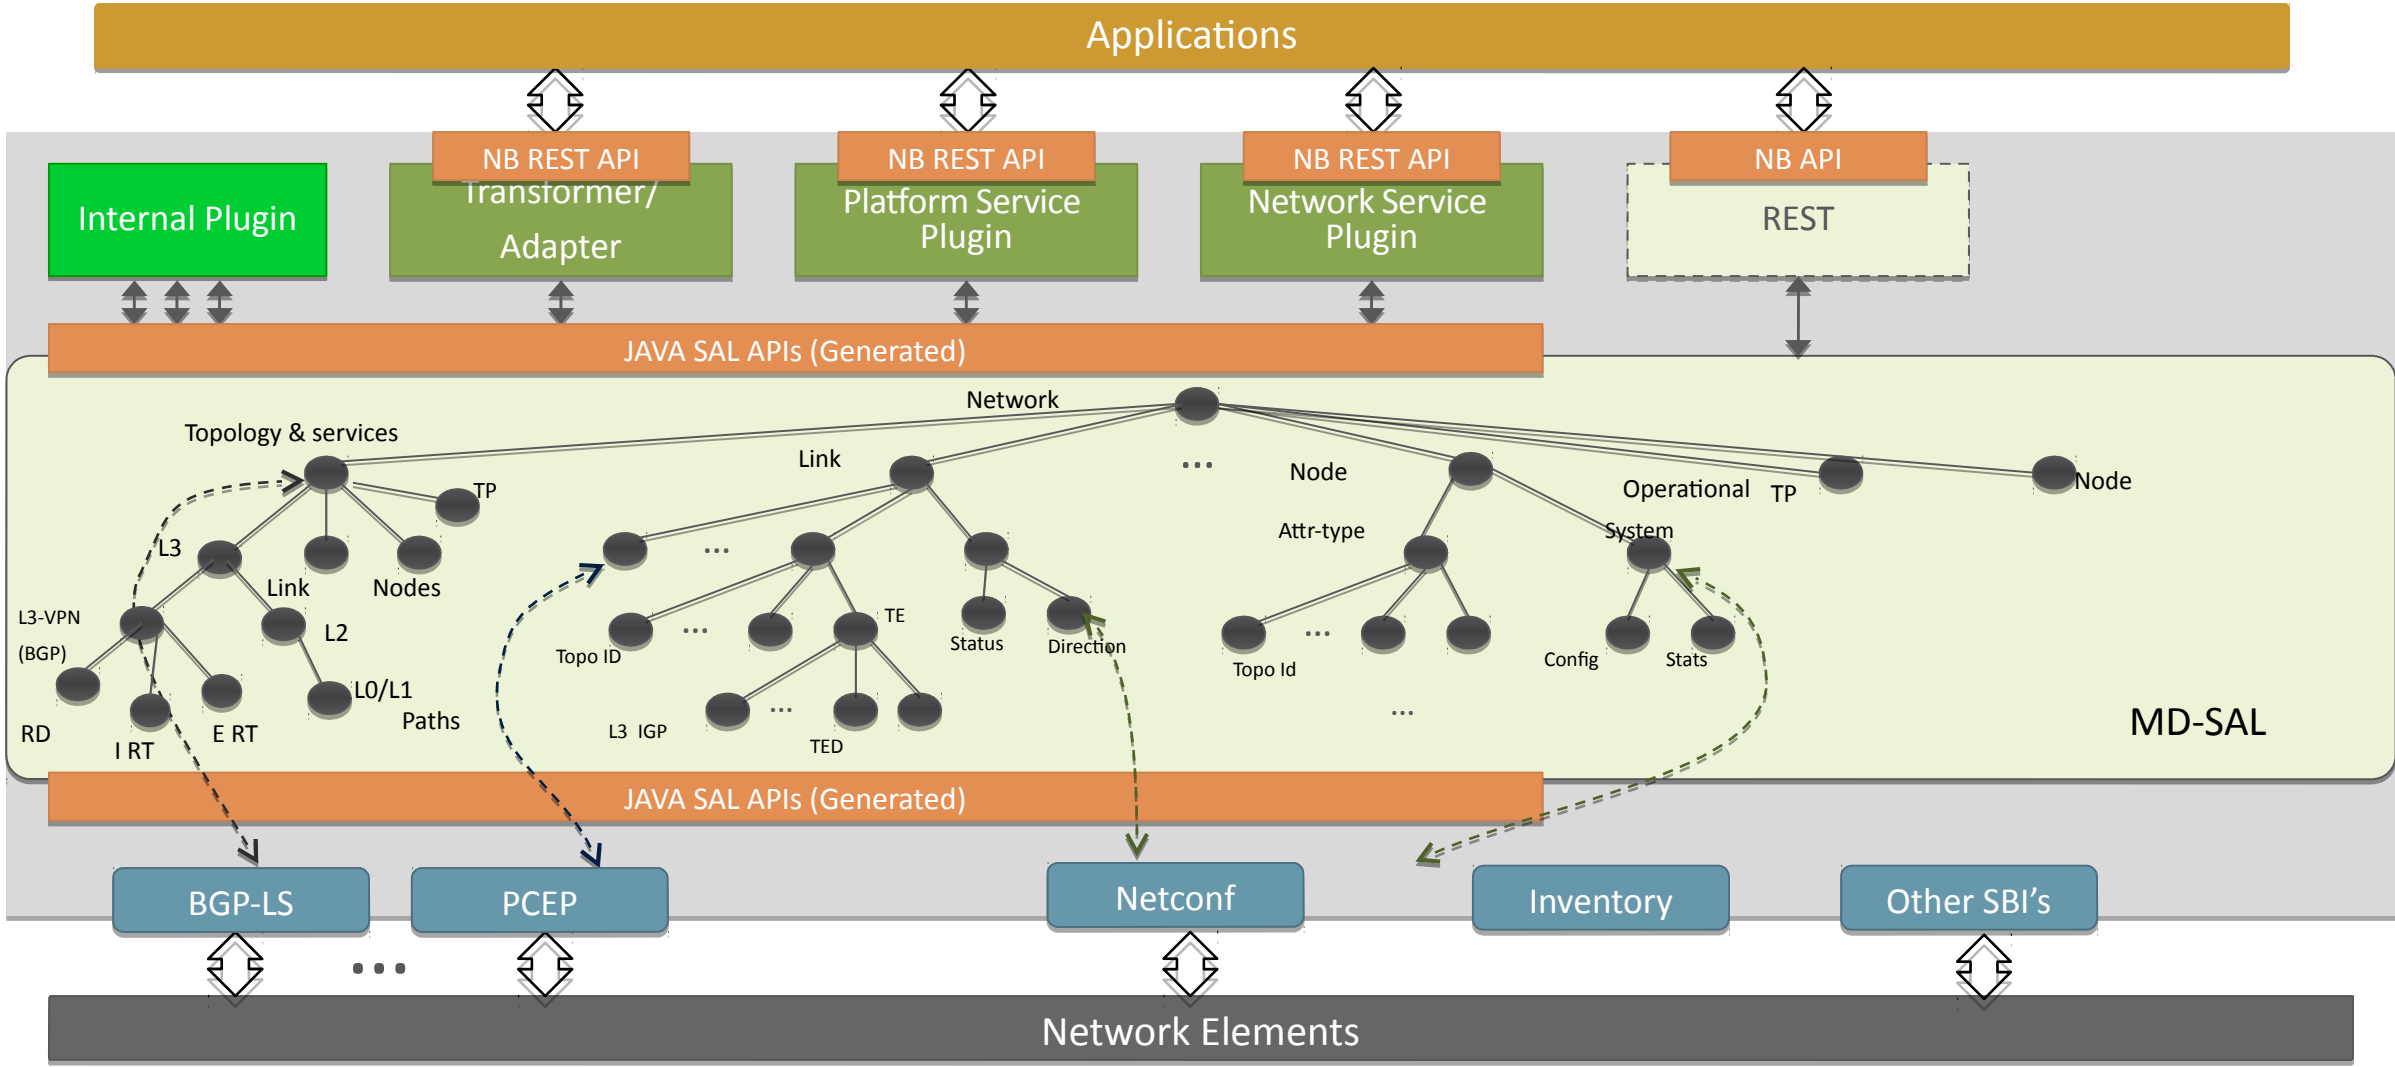 Applications
NB REST API
NB REST API
NB REST API
NB API
Internal Plugin
Transformer/
Adapter
Platform Service
Plugin
Network Service
Plugin
REST
JAVA SAL APIs (Generated)
Network
Topology & services
Link
...
Node
Operational
TP
Node
TP
L3
Link
Nodes
...
Attr-type
System
L3-VPN
(BGP)
L2
Topo ID
...
TE
Status
Direction
Topo Id
...
Config
Stats
RD
I RT
E RT
L0/L1
Paths
L3 IGP
...
TED
...
MD-SAL
JAVA SAL APIs (Generated)
BGP-LS
PCEP
Netconf
Inventory
Other SBI's
...
Network Elements